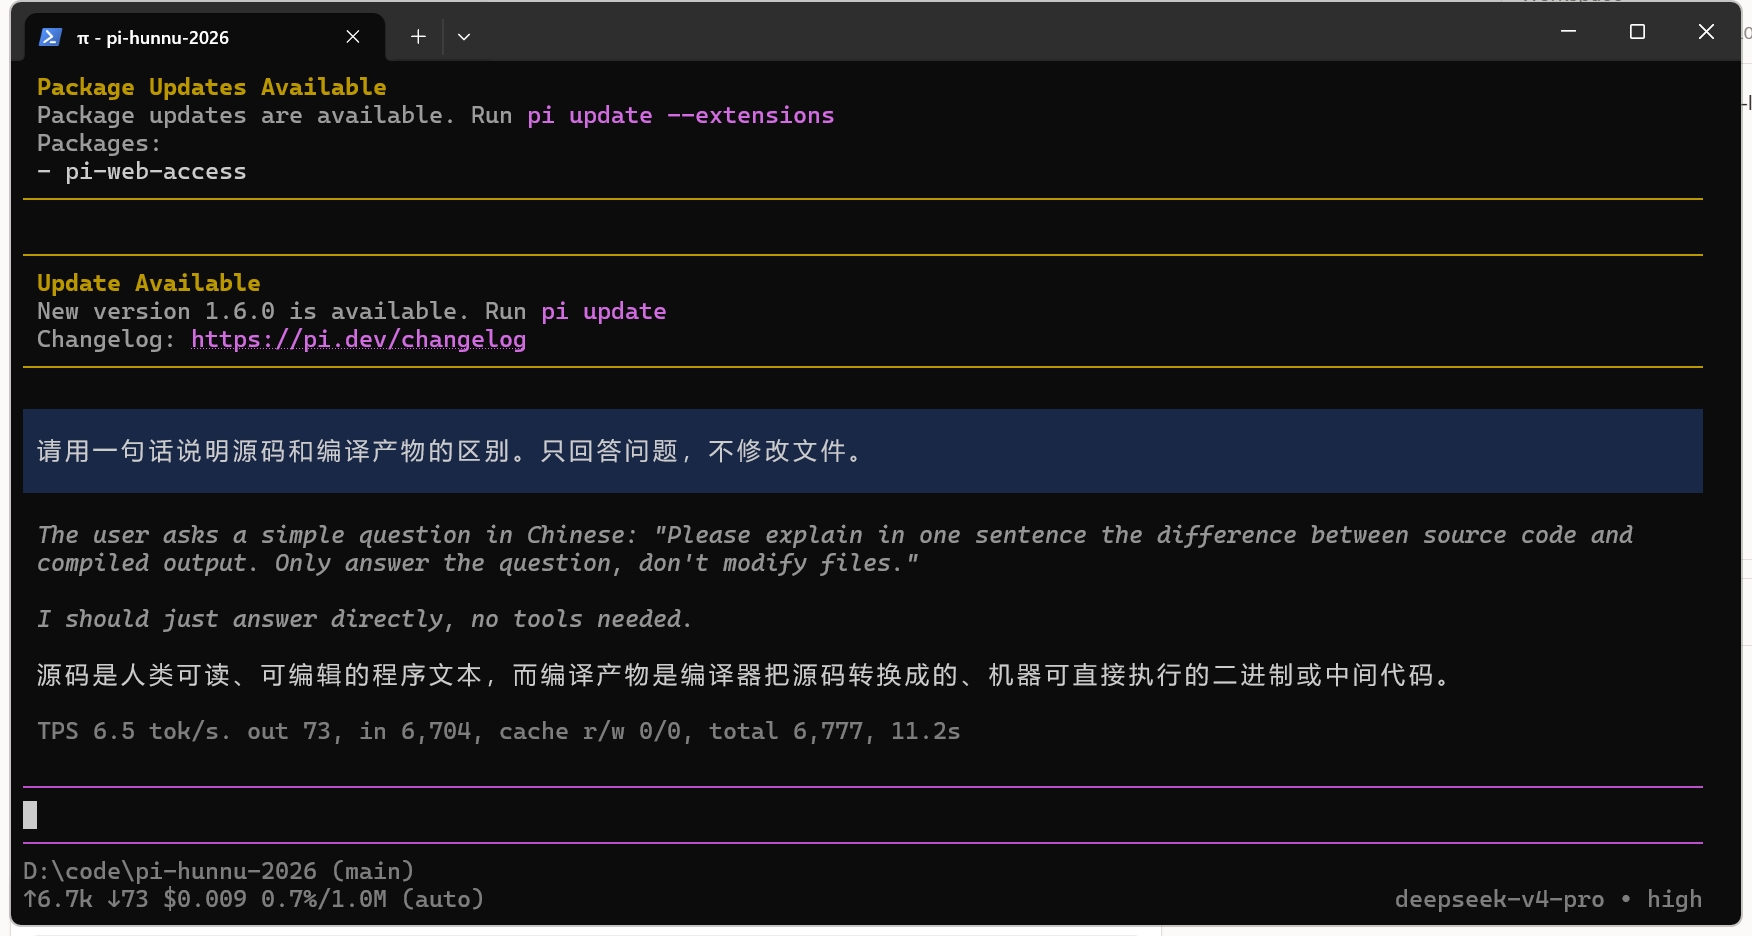 π - pi-hunnu-2026
Package Updates Available
Package updates are available. Run pi update --extensions
Packages:
- pi-web-access
Update Available
New version 1.6.0 is available. Run pi update
Changelog: https://pi.dev/changelog
请用一句话说明源码和编译产物的区别。只回答问题，不修改文件。
The user asks a simple question in Chinese: "Please explain in one sentence the difference between source code and
compiled output. Only answer the question, don't modify files."
I should just answer directly, no tools needed.
源码是人类可读、可编辑的程序文本，而编译产物是编译器把源码转换成的、机器可直接执行的二进制或中间代码。
TPS 6.5 tok/s. out 73, in 6,704, cache r/w 0/0, total 6,777, 11.2s
D:\code\pi-hunnu-2026 (main)
↑6.7k ↓73 $0.009 0.7%/1.0M (auto)
deepseek-v4-pro • high